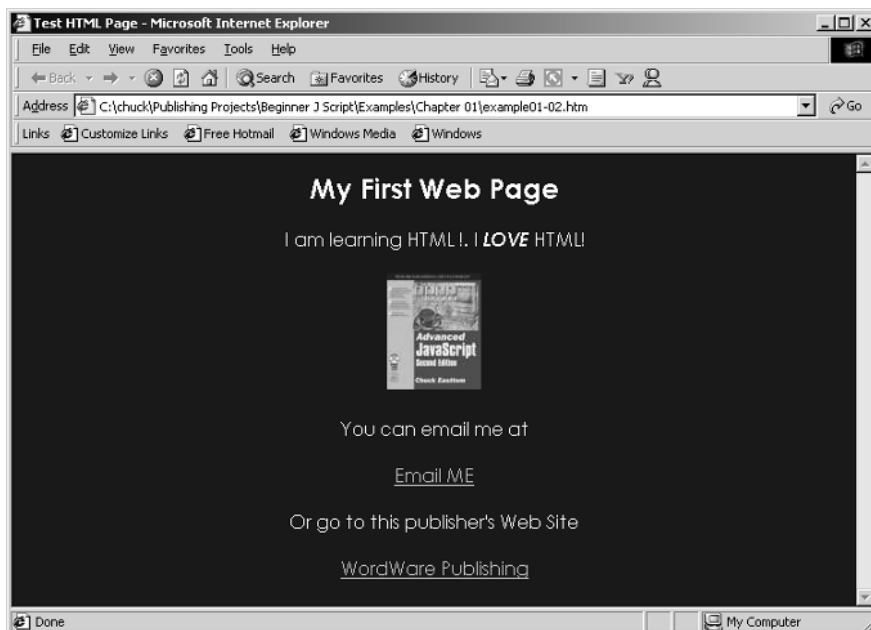 Test HTML Page - Microsoft Internet Explorer
File Edit View Favorites Tools Help
Back Search Favorites History
Address C:\chuck\Publishing Projects\Beginner J Script\Examples\Chapter 01\example01-02.htm Go
Links Customize Links Free Hotmail Windows Media Windows
My First Web Page
I am learning HTML!. I LOVE HTML!
Advanced
JavaScript
Second Edition
Chuck Easttom
You can email me at
Email ME
Or go to this publisher's Web Site
WordWare Publishing
Done My Computer